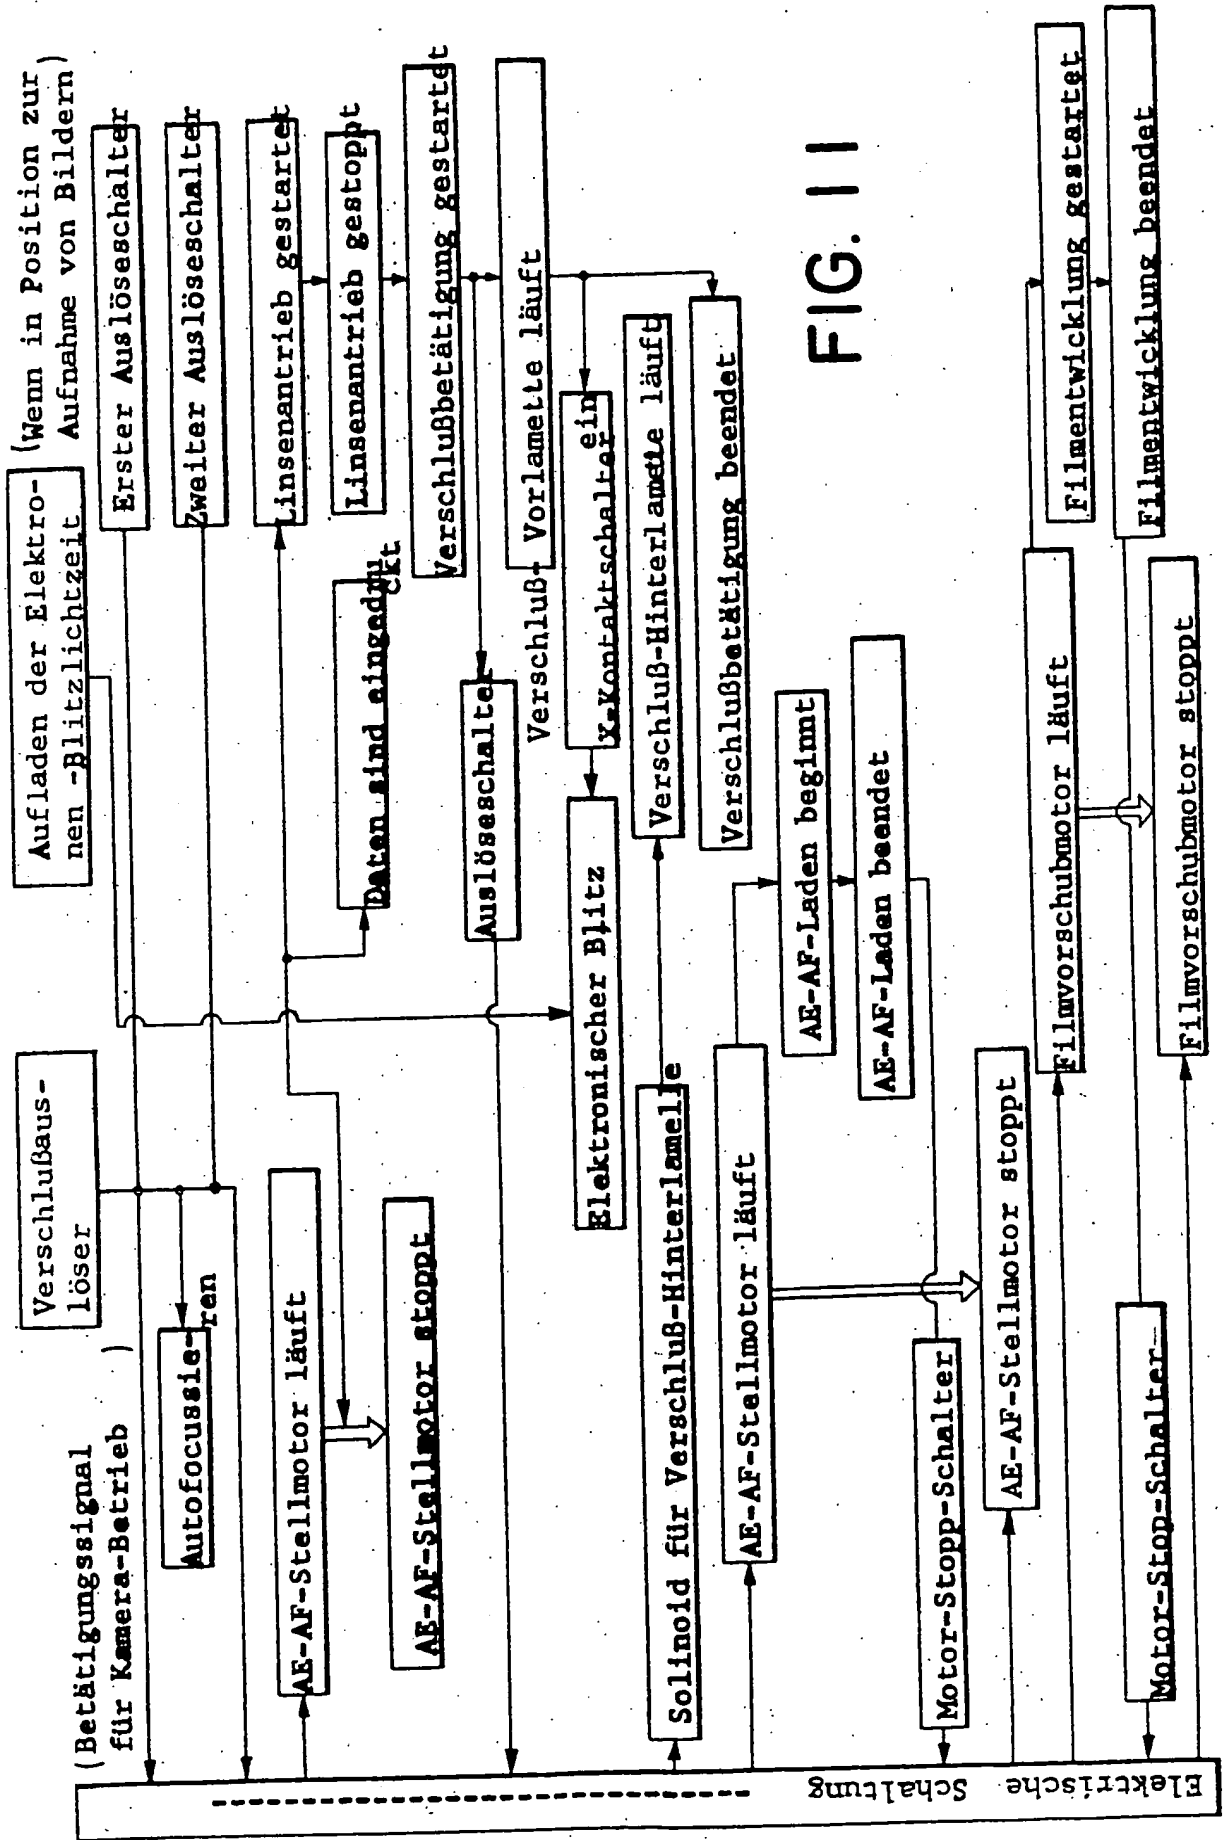 (Betätigungssignal
für Kamera-Betrieb )
Verschlußaus-
löser
Aufladen der Elektro-
nen -Blitzlichtzeit
(Wenn in Position zur
Aufnahme von Bildern)
Erster Auslöseschalter
Zweiter Auslöseschalter
Autofocussie-
ren
AE-AF-Stellmotor läuft
Linsenantrieb gestartet
Daten sind eingedru
ckt
Linsenantrieb gestoppt
AE-AF-Stellmotor stoppt
Verschlußbetätigung gestartet
Auslöseschalter
Verschluß- Vorlamette läuft
Elektronischer Blitz
ein
X-Kontaktschalter
Solinoid für Verschluß-Hinterlamelle
Verschluß-Hinterlamelle läuft
Verschlußbetätigung beendet
AE-AF-Stellmotor läuft
AE-AF-Laden beginnt
AE-AF-Laden beendet
FIG. 11
Motor-Stopp-Schalter
AE-AF-Stellmotor stoppt
Filmvorschubmotor läuft
Filmentwicklung gestartet
Filmentwicklung beendet
Motor-Stop-Schalter
Filmvorschubmotor stoppt
Elektrische Schaltung